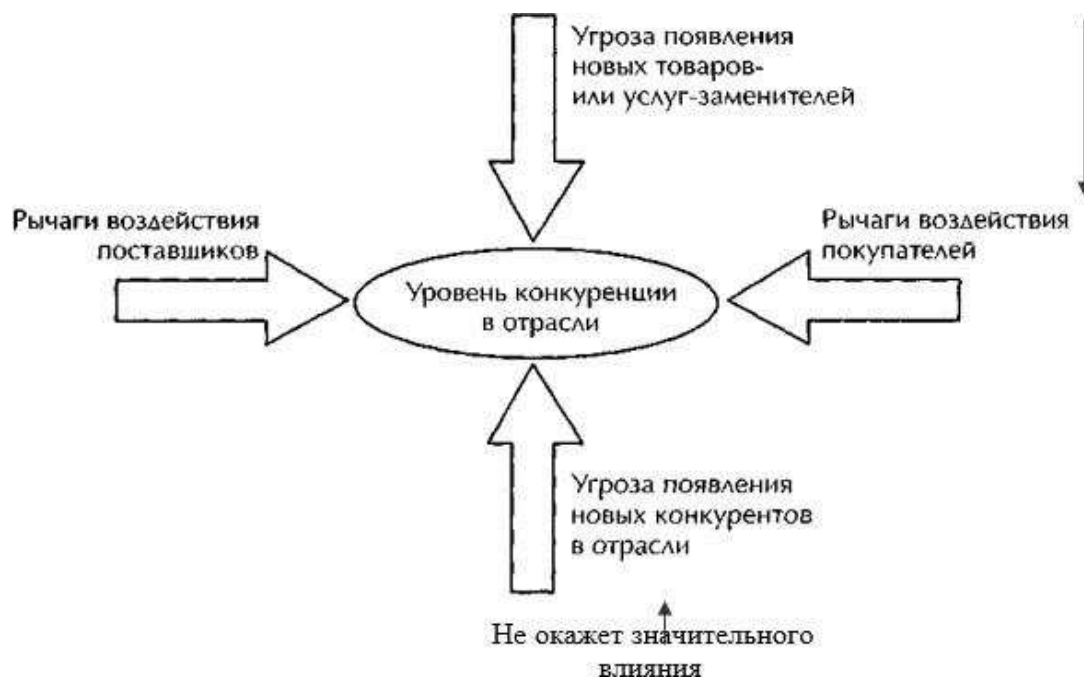 Угроза появления
новых товаров-
или услуг-заменителей
Рычаги воздействия
поставшиков
Рычаги воздействия
покупателей
Уровень конкуренции
в отрасли
Угроза появления
новых конкурентов
в отрасли
Не окажет значительного
влияния